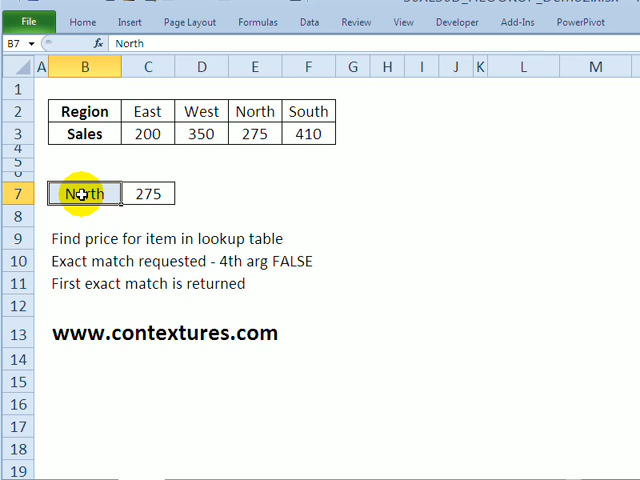 File Home Insert Page Layout Formulas Data Review View Developer Add-Ins PowerPivot
B7 fx North
A B C D E F G H I J K L M
1
2 Region East West North South
3 Sales 200 350 275 410
4
5
6
7 North 275
8
9 Find price for item in lookup table
10 Exact match requested - 4th arg FALSE
11 First exact match is returned
12
13 www.contextures.com
14
15
16
17
18
19